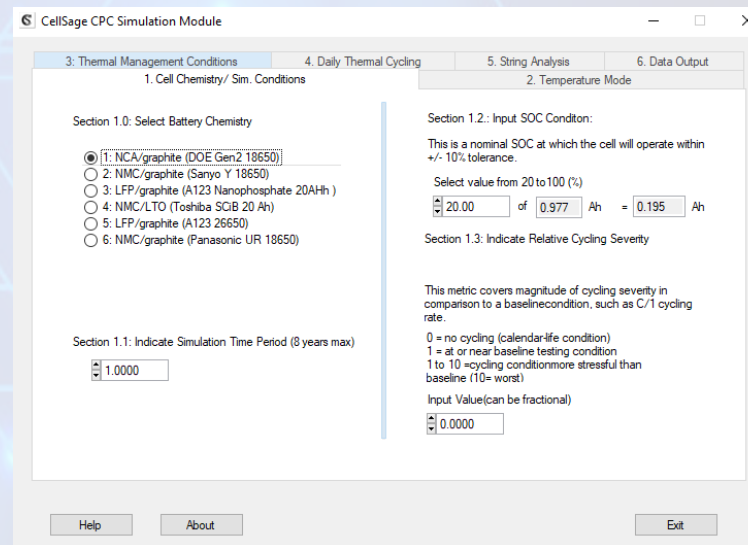 CellSage CPC Simulation Module
3: Thermal Management Conditions
4. Daily Thermal Cycling
5. String Analysis
6. Data Output
1. Cell Chemistry/ Sim. Conditions
2. Temperature Mode
Section 1.0: Select Battery Chemistry
1: NCA/graphite (DOE Gen2 18650)
2: NMC/graphite (Sanyo Y 18650)
3: LFP/graphite (A123 Nanophosphate 20AHh )
4: NMC/LTO (Toshiba SCiB 20 Ah)
5: LFP/graphite (A123 26650)
6: NMC/graphite (Panasonic UR 18650)
Section 1.1: Indicate Simulation Time Period (8 years max)
1.0000
Section 1.2.: Input SOC Conditon:
This is a nominal SOC at which the cell will operate within
+/- 10% tolerance.
Select value from 20 to 100 (%)
20.00 of 0.977 Ah = 0.195 Ah
Section 1.3: Indicate Relative Cycling Severity
This metric covers magnitude of cycling severity in
comparison to a baselinecondition, such as C/1 cycling
rate.
0 = no cycling (calendar-life condition)
1 = at or near baseline testing condition
1 to 10 =cycling conditionmore stressful than
baseline (10= worst)
Input Value(can be fractional)
0.0000
Help
About
Exit